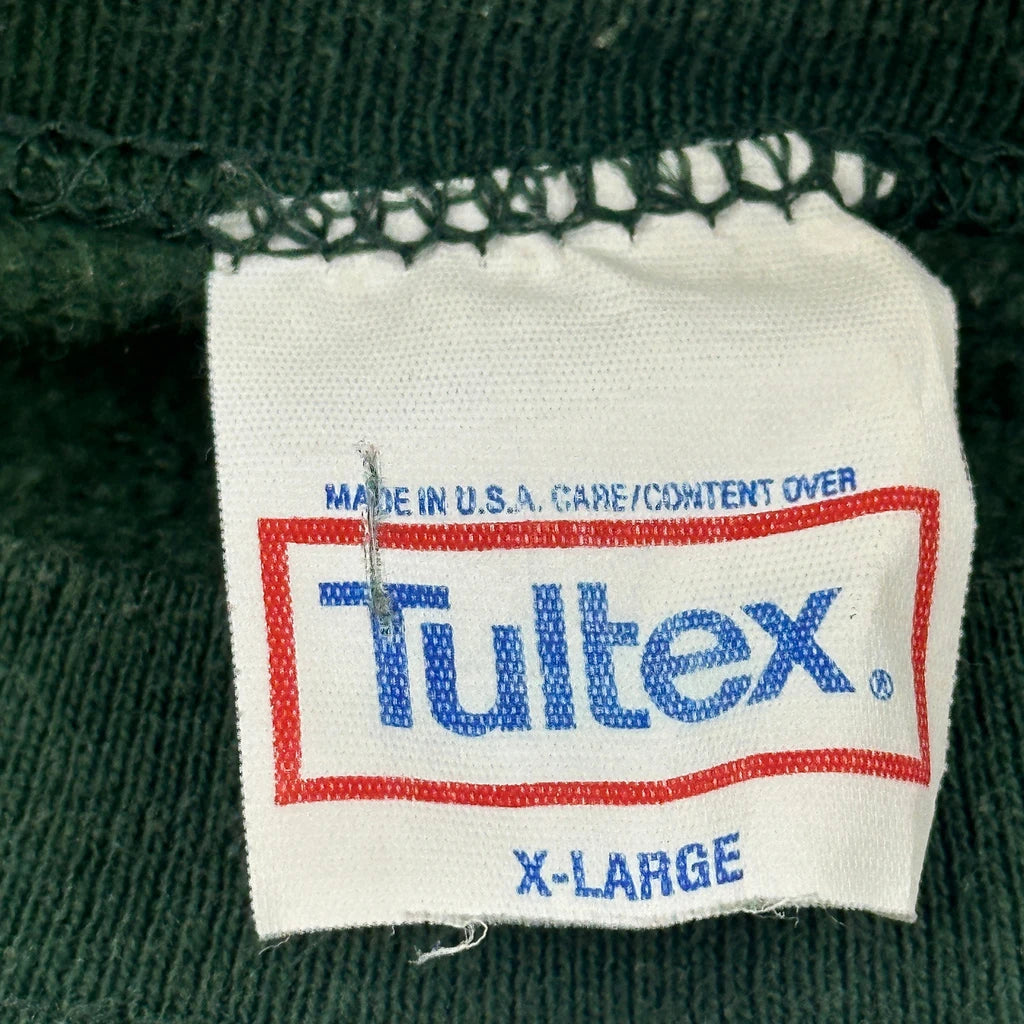 MADE IN U.S.A. CARE/CONTENT OVER
Tultex®
X-LARGE